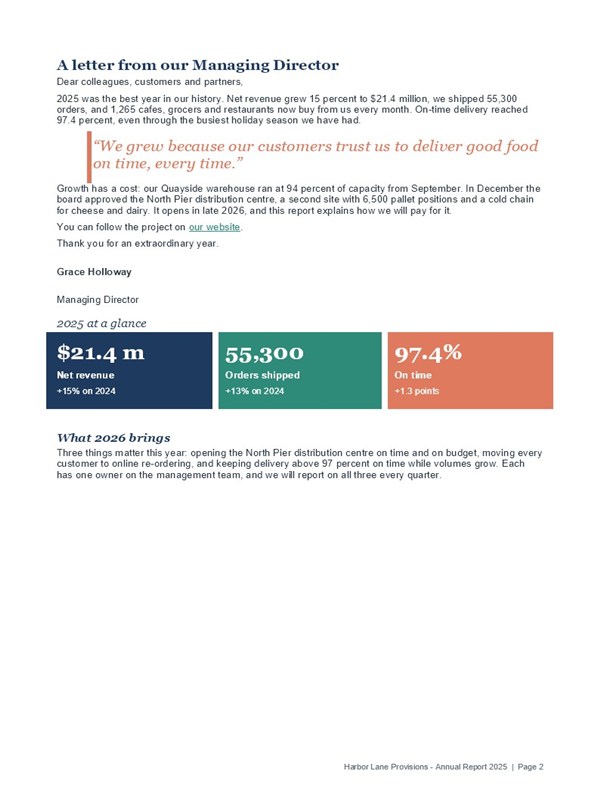 A letter from our Managing Director
Dear colleagues, customers and partners,
2025 was the best year in our history. Net revenue grew 15 percent to $21.4 million, we shipped 55,300
orders, and 1,265 cafes, grocers and restaurants now buy from us every month. On-time delivery reached
97.4 percent, even through the busiest holiday season we have had.
“We grew because our customers trust us to deliver good food
on time, every time.”
Growth has a cost: our Quayside warehouse ran at 94 percent of capacity from September. In December the
board approved the North Pier distribution centre, a second site with 6,500 pallet positions and a cold chain
for cheese and dairy. It opens in late 2026, and this report explains how we will pay for it.
You can follow the project on our website.
Thank you for an extraordinary year.
Grace Holloway
Managing Director
2025 at a glance
$21.4 m
Net revenue
+15% on 2024
55,300
Orders shipped
+13% on 2024
97.4%
On time
+1.3 points
What 2026 brings
Three things matter this year: opening the North Pier distribution centre on time and on budget, moving every
customer to online re-ordering, and keeping delivery above 97 percent on time while volumes grow. Each
has one owner on the management team, and we will report on all three every quarter.
Harbor Lane Provisions - Annual Report 2025 | Page 2